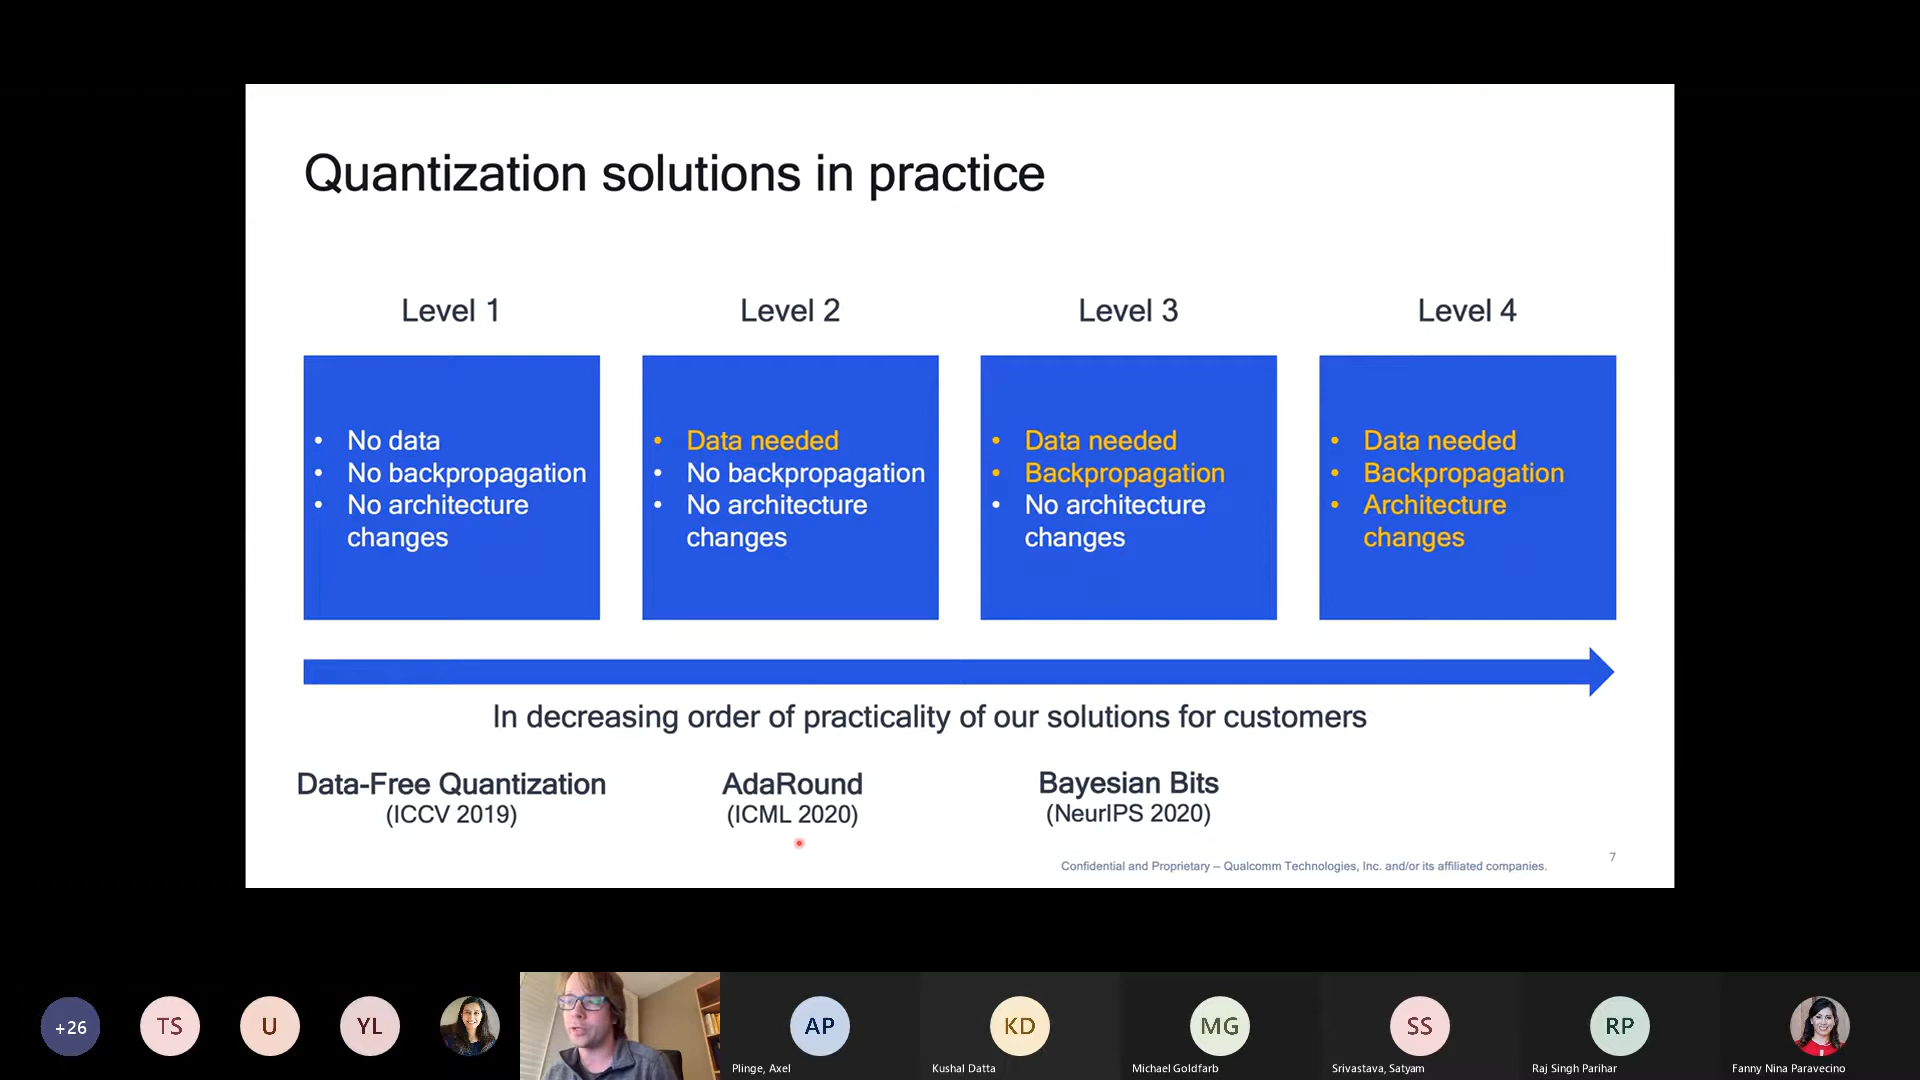 Quantization solutions in practice
Level 1
Level 2
Level 3
Level 4
• No data
• No backpropagation
• No architecture
changes
• Data needed
• No backpropagation
• No architecture
changes
• Data needed
• Backpropagation
• No architecture
changes
• Data needed
• Backpropagation
• Architecture
changes
In decreasing order of practicality of our solutions for customers
Data-Free Quantization
(ICCV 2019)
AdaRound
(ICML 2020)
Bayesian Bits
(NeurIPS 2020)
Confidential and Proprietary – Qualcomm Technologies, Inc. and/or its affiliated companies.
7
+26
TS
U
YL
AP
Plinge, Axel
KD
Kushal Datta
MG
Michael Goldfarb
SS
Srivastava, Satyam
RP
Raj Singh Parihar
Fanny Nina Paravecino